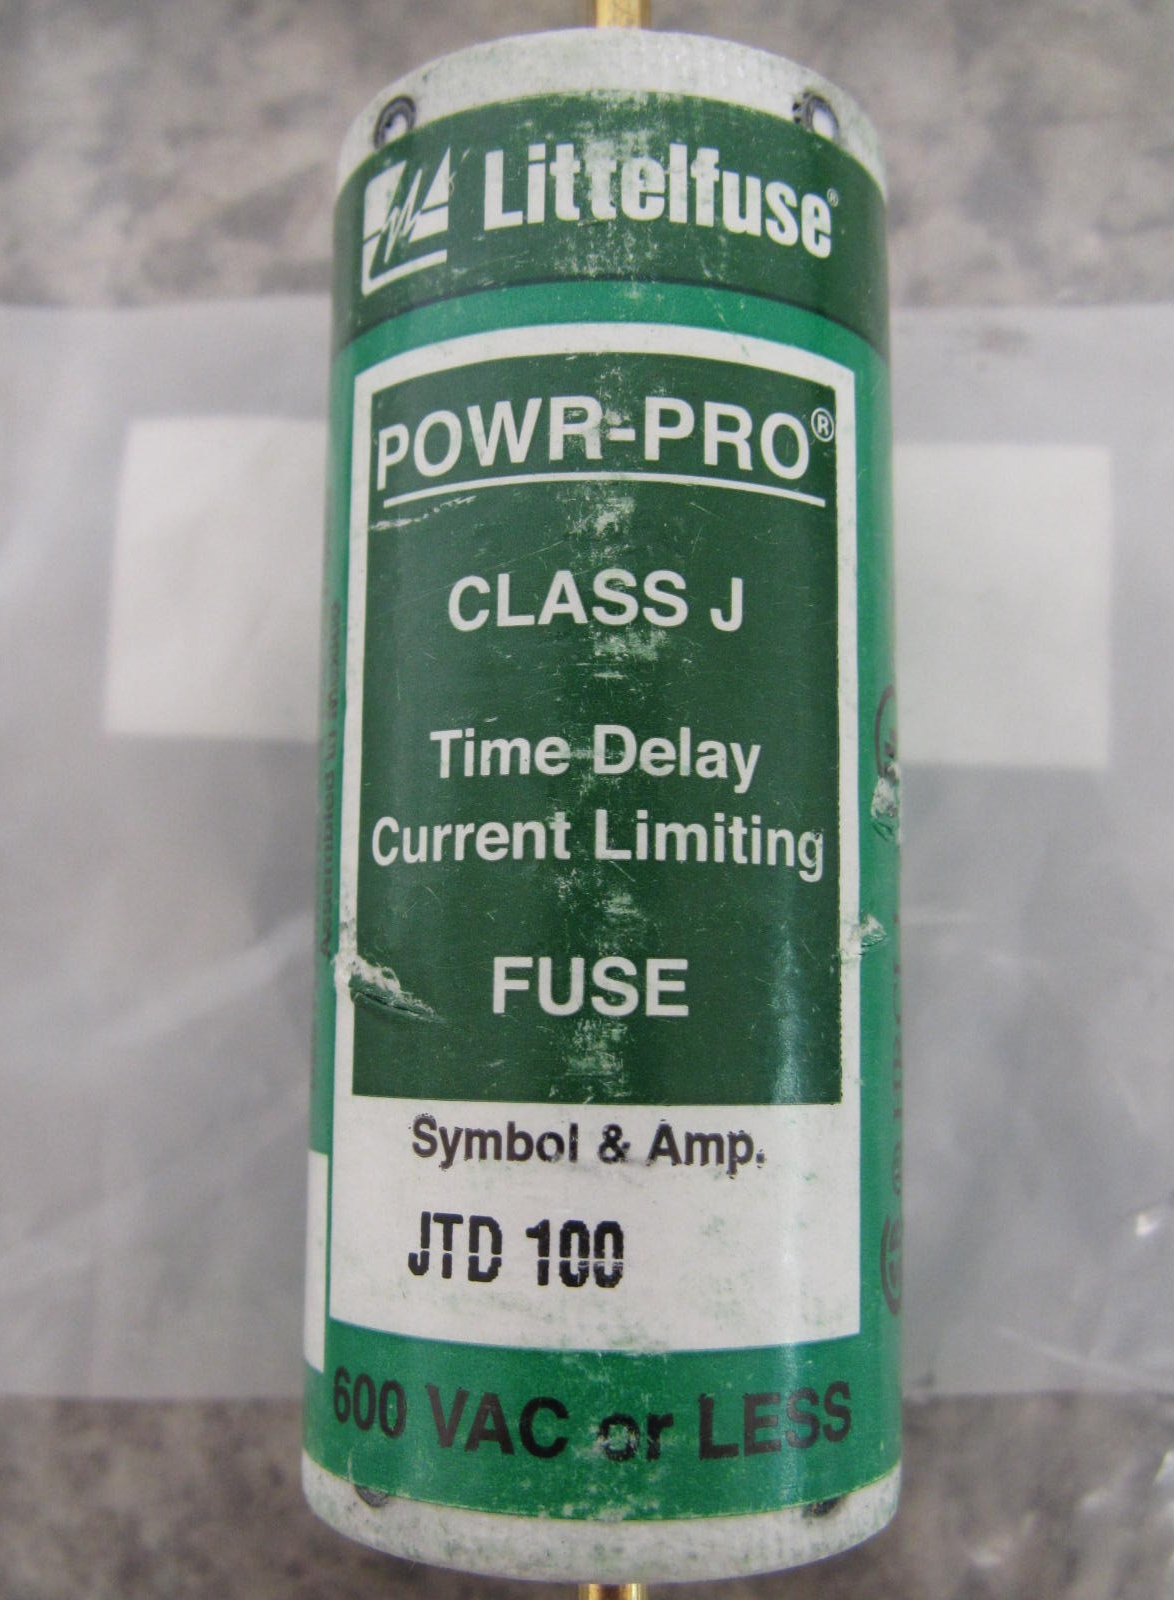 Littelfuse®
POWR-PRO®
CLASS J
Time Delay
Current Limiting
FUSE
Symbol & Amp.
JTD 100
600 VAC or LESS